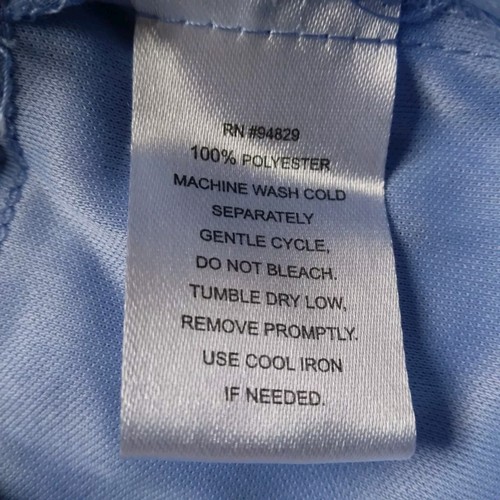 RN #94829
100% POLYESTER
MACHINE WASH COLD
SEPARATELY
GENTLE CYCLE,
DO NOT BLEACH.
TUMBLE DRY LOW,
REMOVE PROMPTLY.
USE COOL IRON
IF NEEDED.